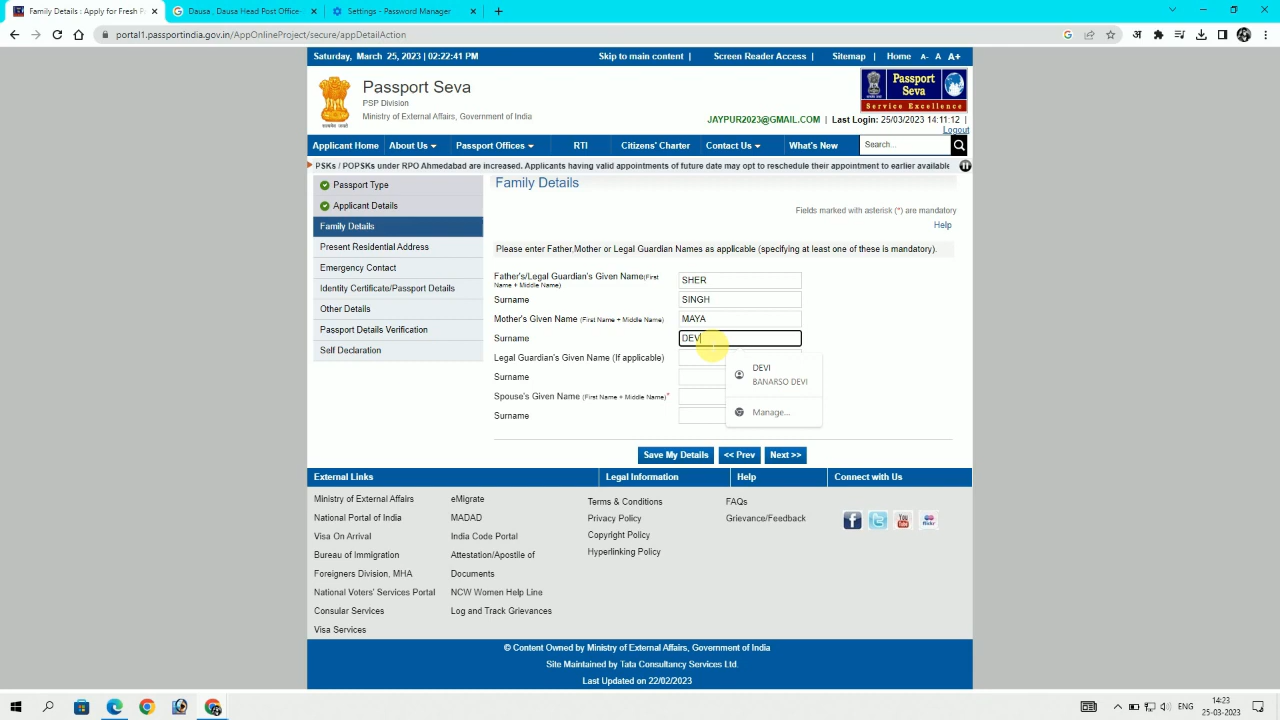 Family Details : Apply for Fresh P
Dausa , Dausa Head Post Office -
Settings - Password Manager
portal1.passportindia.gov.in/AppOnlineProject/secure/appDetailAction
Saturday, March 25, 2023 | 02:22:41 PM
Skip to main content |
Screen Reader Access |
Sitemap |
Home A- A A+
Passport Seva
PSP Division
Ministry of External Affairs, Government of India
Passport
Seva
Service Excellence
JAYPUR2023@GMAIL.COM | Last Login: 25/03/2023 14:11:12 |
Logout
Applicant Home About Us Passport Offices RTI Citizens' Charter Contact Us What's New Search...
PSKs / POPSKs under RPO Ahmedabad are increased. Applicants having valid appointments of future date may opt to reschedule their appointment to earlier available
Passport Type
Applicant Details
Family Details
Present Residential Address
Emergency Contact
Identity Certificate/Passport Details
Other Details
Passport Details Verification
Self Declaration
Family Details
Fields marked with asterisk (*) are mandatory
Help
Please enter Father,Mother or Legal Guardian Names as applicable (specifying at least one of these is mandatory).
Father's/Legal Guardian's Given Name(First
Name + Middle Name)
SHER
Surname
SINGH
Mother's Given Name (First Name + Middle Name)
MAYA
Surname
DEV
Legal Guardian's Given Name (If applicable)
Surname
Spouse's Given Name (First Name + Middle Name)*
Surname
DEVI
BANARSO DEVI
Manage...
Save My Details
<< Prev
Next >>
External Links
Ministry of External Affairs
National Portal of India
Visa On Arrival
Bureau of Immigration
Foreigners Division, MHA
National Voters' Services Portal
Consular Services
Visa Services
eMigrate
MADAD
India Code Portal
Attestation/Apostile of
Documents
NCW Women Help Line
Log and Track Grievances
Legal Information
Terms & Conditions
Privacy Policy
Copyright Policy
Hyperlinking Policy
Help
FAQs
Grievance/Feedback
Connect with Us
You
Tube
flickr
© Content Owned by Ministry of External Affairs, Government of India
Site Maintained by Tata Consultancy Services Ltd.
Last Updated on 22/02/2023
ENG
14:23
25-03-2023